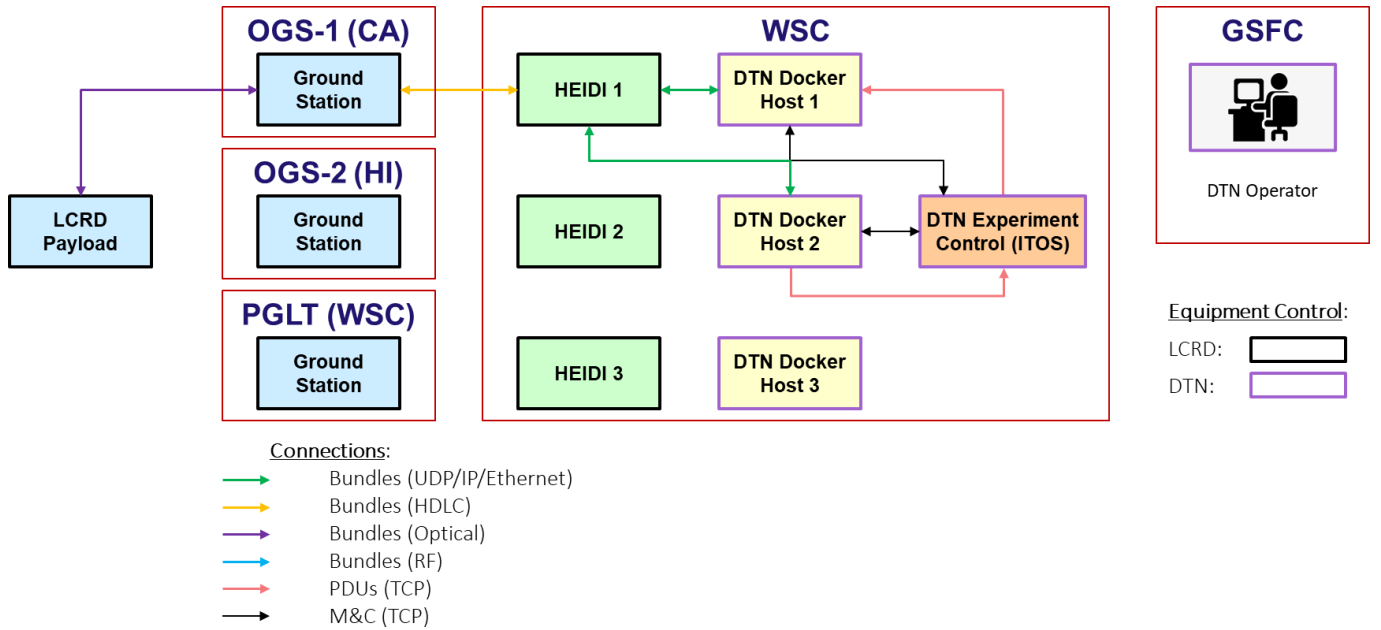 OGS-1 (CA)
Ground
Station
OGS-2 (HI)
Ground
Station
PGLT (WSC)
Ground
Station
LCRD
Payload
WSC
HEIDI 1
DTN Docker
Host 1
HEIDI 2
DTN Docker
Host 2
DTN Experiment
Control (ITOS)
HEIDI 3
DTN Docker
Host 3
GSFC
DTN Operator
Equipment Control:
LCRD:
DTN:
Connections:
Bundles (UDP/IP/Ethernet)
Bundles (HDLC)
Bundles (Optical)
Bundles (RF)
PDUs (TCP)
M&C (TCP)